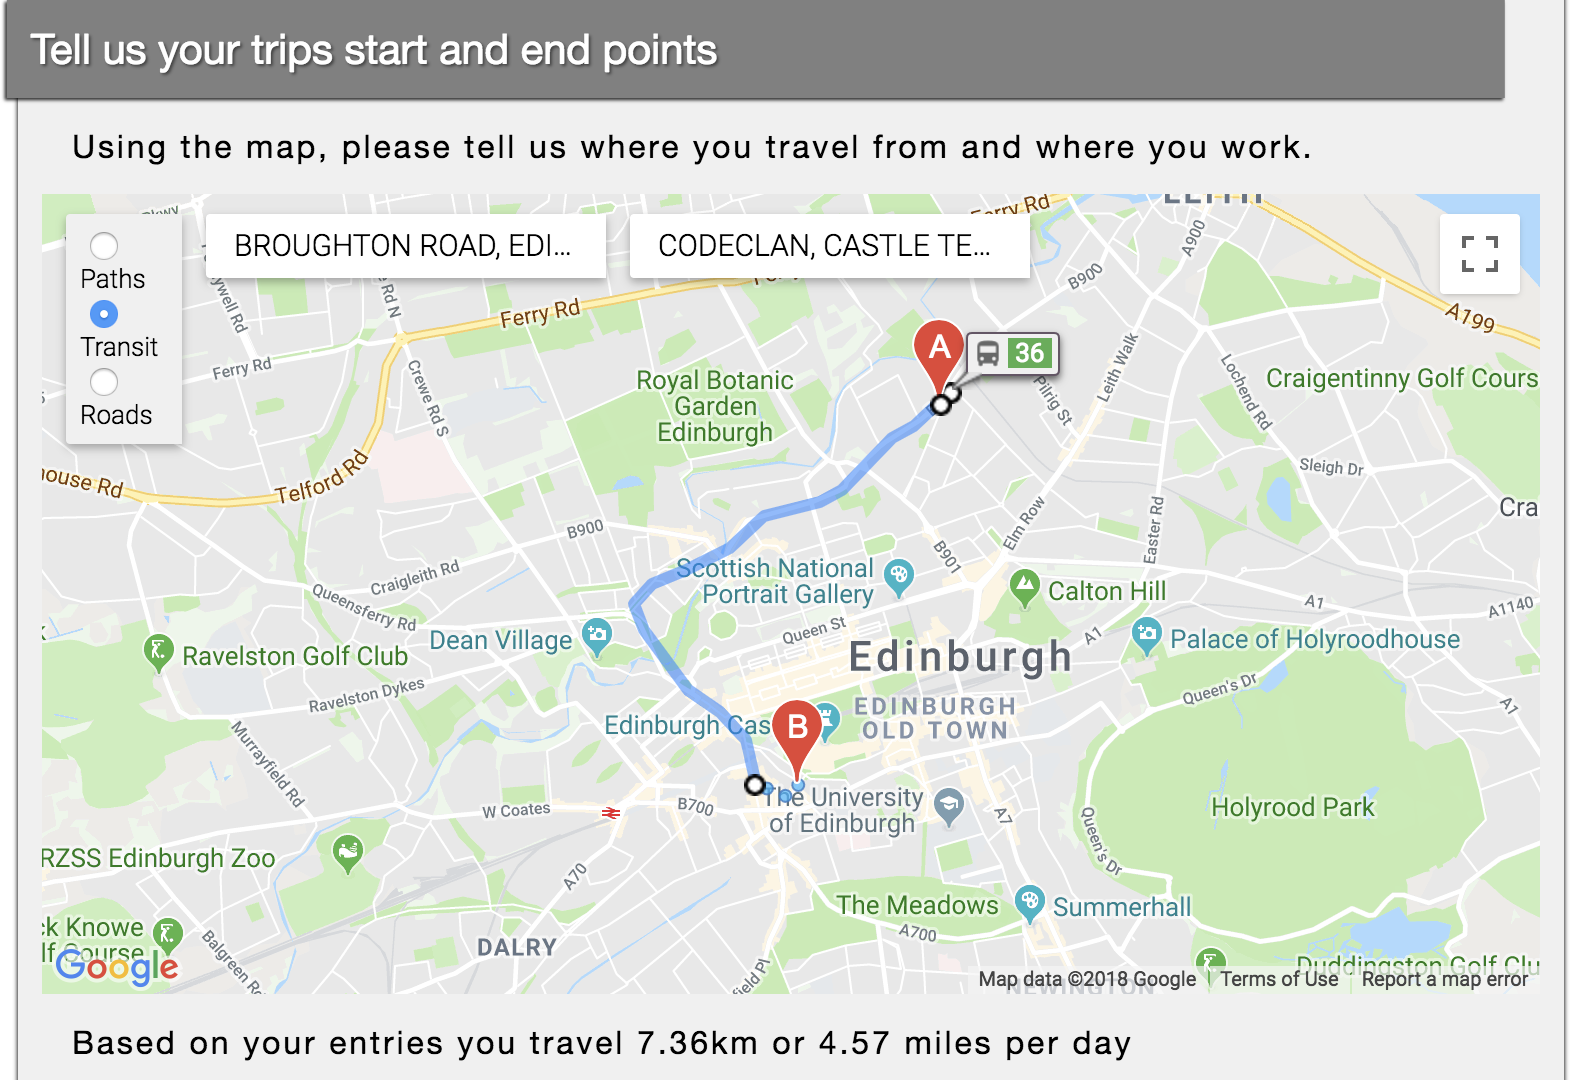 Tell us your trips start and end points
Using the map, please tell us where you travel from and where you work.
Paths
Transit
Roads
BROUGHTON ROAD, EDI...
CODECLAN, CASTLE TE...
Ferry Rd
A900
B900
A199
Ferry Rd
Ferry Rd
Crewe Rd S
Rd N
A
36
Pilrig St
Leith Walk
Lochend Rd
Craigentinny Golf Cours
Royal Botanic
Garden
Edinburgh
Telford Rd
Sleigh Dr
Cra
B900
Elm Row
Easter Rd
B901
Craigleith Rd
Queensferry Rd
Scottish National
Portrait Gallery
Calton Hill
A1
A1140
Queen St
A1
Dean Village
Edinburgh
Palace of Holyroodhouse
Ravelston Golf Club
Ravelston Dykes
Queen's Dr
A1
Edinburgh Cas
B
EDINBURGH
OLD TOWN
Murrayfield Rd
W Coates
B700
The University
of Edinburgh
A7
Queen's Dr
Holyrood Park
RZSS Edinburgh Zoo
A70
The Meadows
Summerhall
A700
DALRY
Balgreen
Duddingston Golf Clu
NEWINGTON
Google
Map data ©2018 Google
Terms of Use
Report a map error
Based on your entries you travel 7.36km or 4.57 miles per day